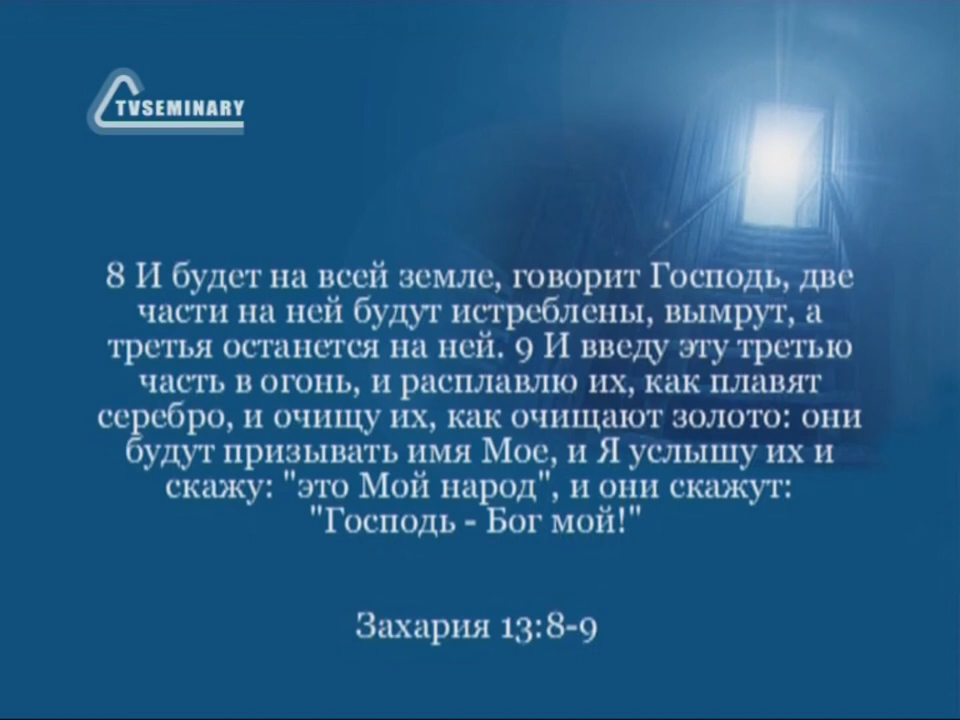 TVSEMINARY
8 И будет на всей земле, говорит Господь, две
части на ней будут истреблены, вымрут, а
третья останется на ней. 9 И введу эту третью
часть в огонь, и расплавлю их, как плавят
серебро, и очищу их, как очищают золото: они
будут призывать имя Мое, и Я услышу их и
скажу: "это Мой народ", и они скажут:
"Господь - Бог мой!"
Захария 13:8-9